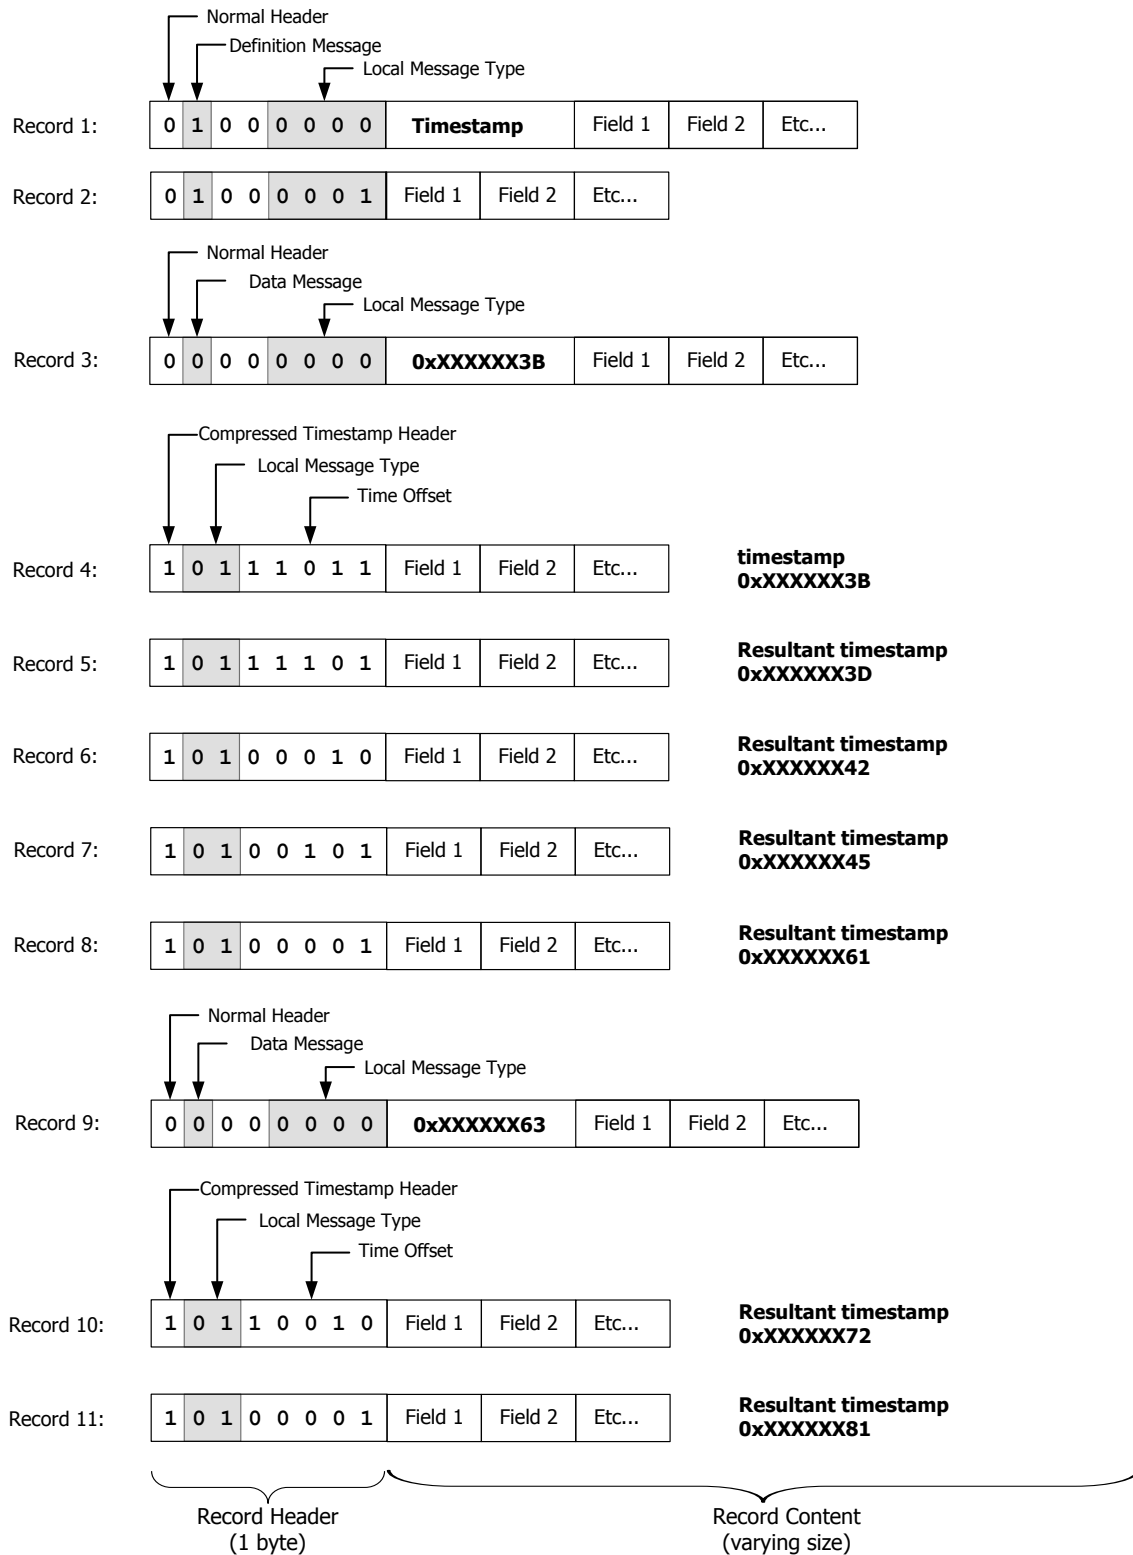 Normal Header
Definition Message
Local Message Type
Record 1: 0 1 0 0 0 0 0 0 Timestamp Field 1 Field 2 Etc...
Record 2: 0 1 0 0 0 0 0 1 Field 1 Field 2 Etc...
Normal Header
Data Message
Local Message Type
Record 3: 0 0 0 0 0 0 0 0 0xXXXXXX3B Field 1 Field 2 Etc...
Compressed Timestamp Header
Local Message Type
Time Offset
Record 4: 1 0 1 1 1 0 1 1 Field 1 Field 2 Etc... timestamp
0xXXXXXX3B
Record 5: 1 0 1 1 1 1 0 1 Field 1 Field 2 Etc... Resultant timestamp
0xXXXXXX3D
Record 6: 1 0 1 0 0 0 1 0 Field 1 Field 2 Etc... Resultant timestamp
0xXXXXXX42
Record 7: 1 0 1 0 0 1 0 1 Field 1 Field 2 Etc... Resultant timestamp
0xXXXXXX45
Record 8: 1 0 1 0 0 0 0 1 Field 1 Field 2 Etc... Resultant timestamp
0xXXXXXX61
Normal Header
Data Message
Local Message Type
Record 9: 0 0 0 0 0 0 0 0 0xXXXXXX63 Field 1 Field 2 Etc...
Compressed Timestamp Header
Local Message Type
Time Offset
Record 10: 1 0 1 1 0 0 1 0 Field 1 Field 2 Etc... Resultant timestamp
0xXXXXXX72
Record 11: 1 0 1 0 0 0 0 1 Field 1 Field 2 Etc... Resultant timestamp
0xXXXXXX81
Record Header
(1 byte)
Record Content
(varying size)